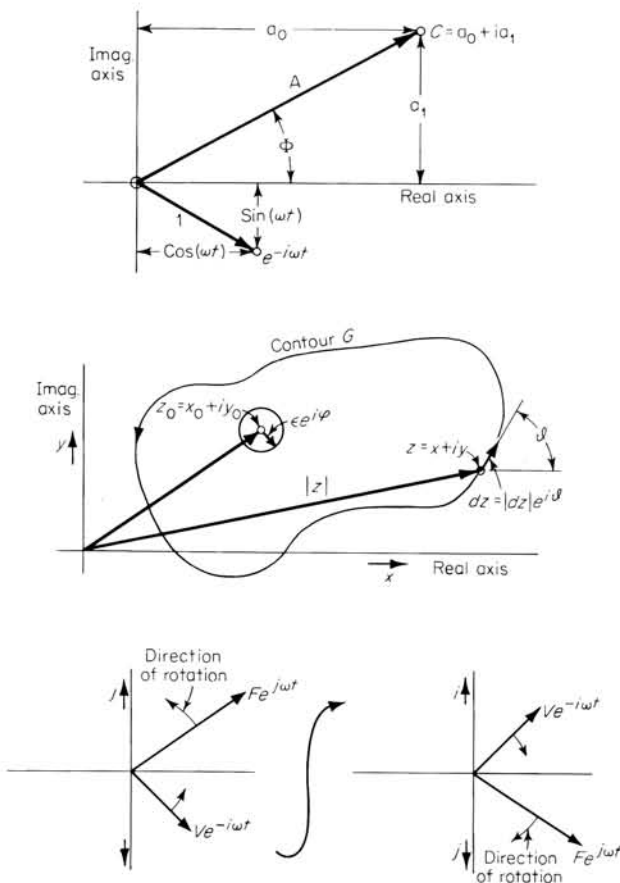 a₀
Imag.
axis
C=a₀+ia₁
A
a₁
Φ
Real axis
1
Sin(ωt)
Cos(ωt)
e^{-iωt}
Contour G
Imag.
axis
z₀=x₀+iy₀
ϵe^{iφ}
y
z=x+iy
ϑ
|z|
dz=|dz|e^{iϑ}
x
Real axis
Direction
of rotation
j
Fe^{jωt}
Ve^{-iωt}
i
Ve^{-iωt}
Fe^{jωt}
j
Direction
of rotation